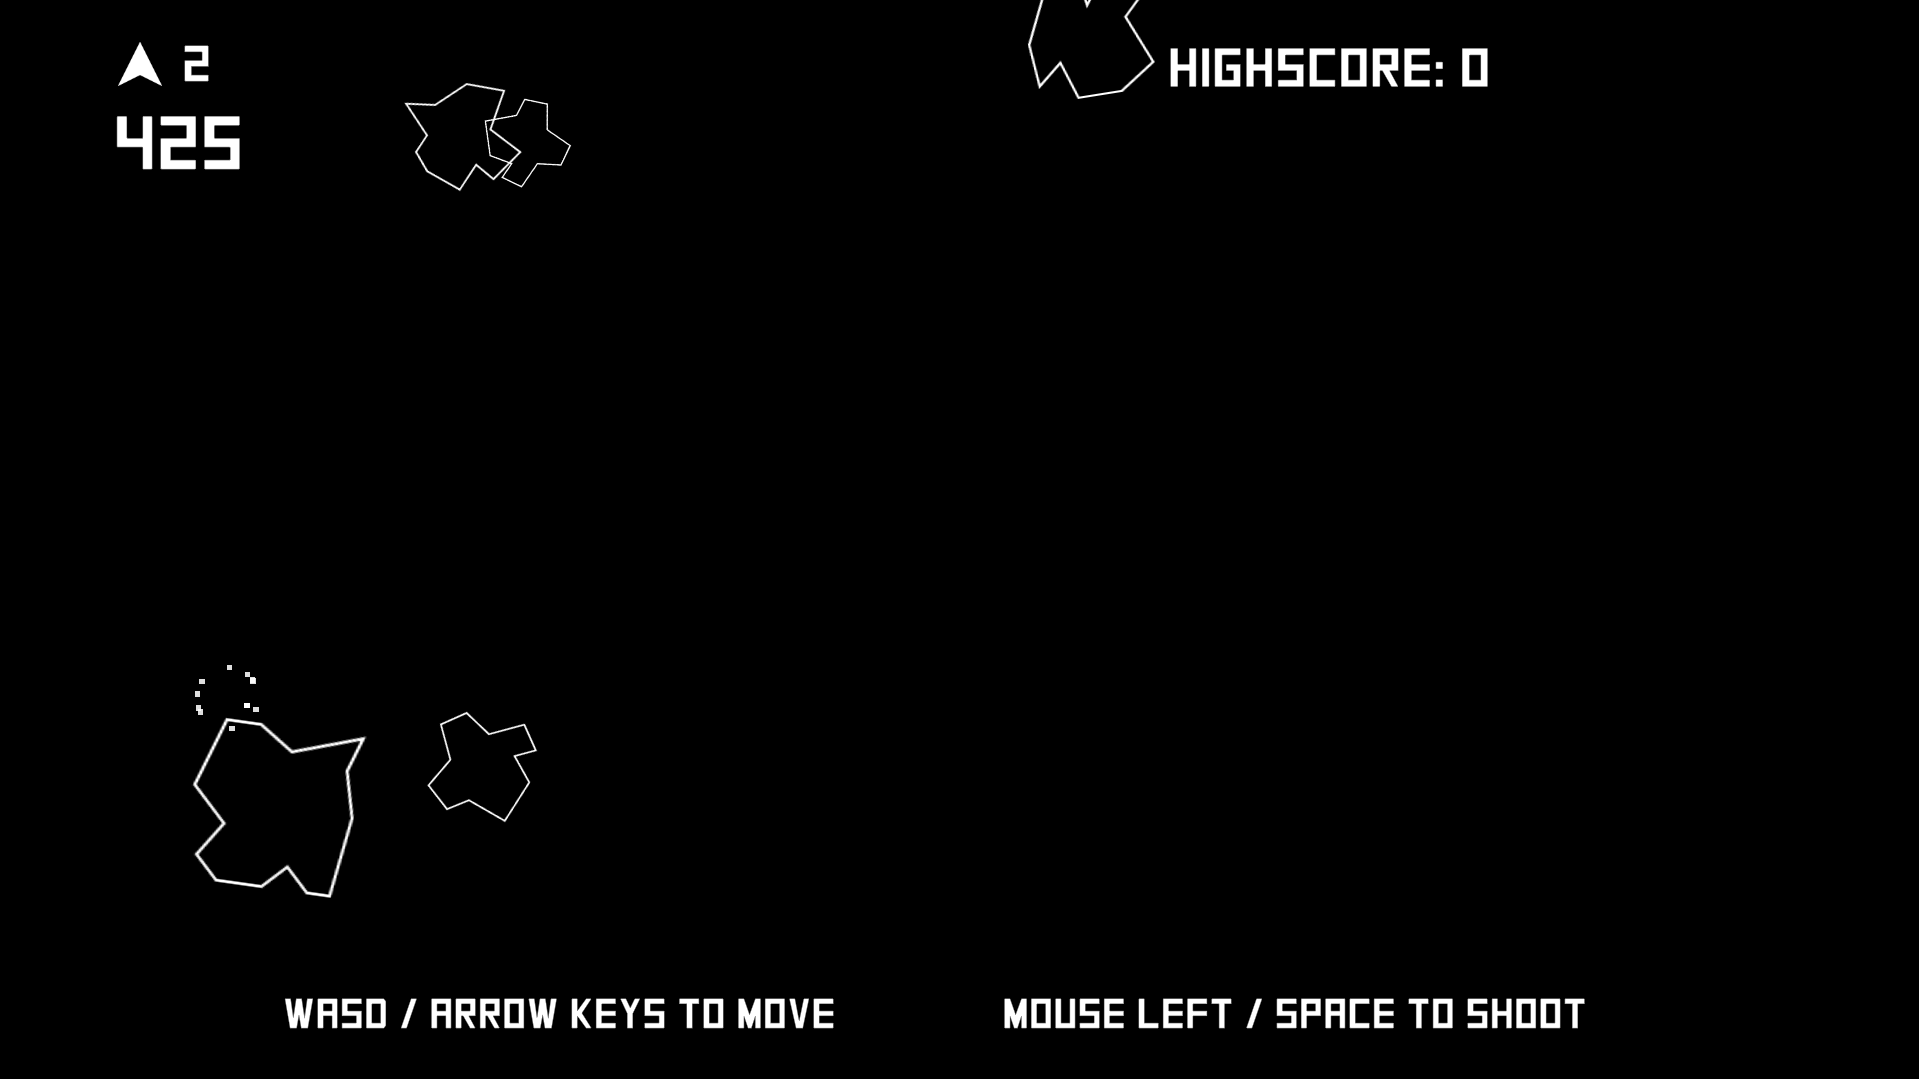 2
425
HIGHSCORE: 0
WASD / ARROW KEYS TO MOVE
MOUSE LEFT / SPACE TO SHOOT